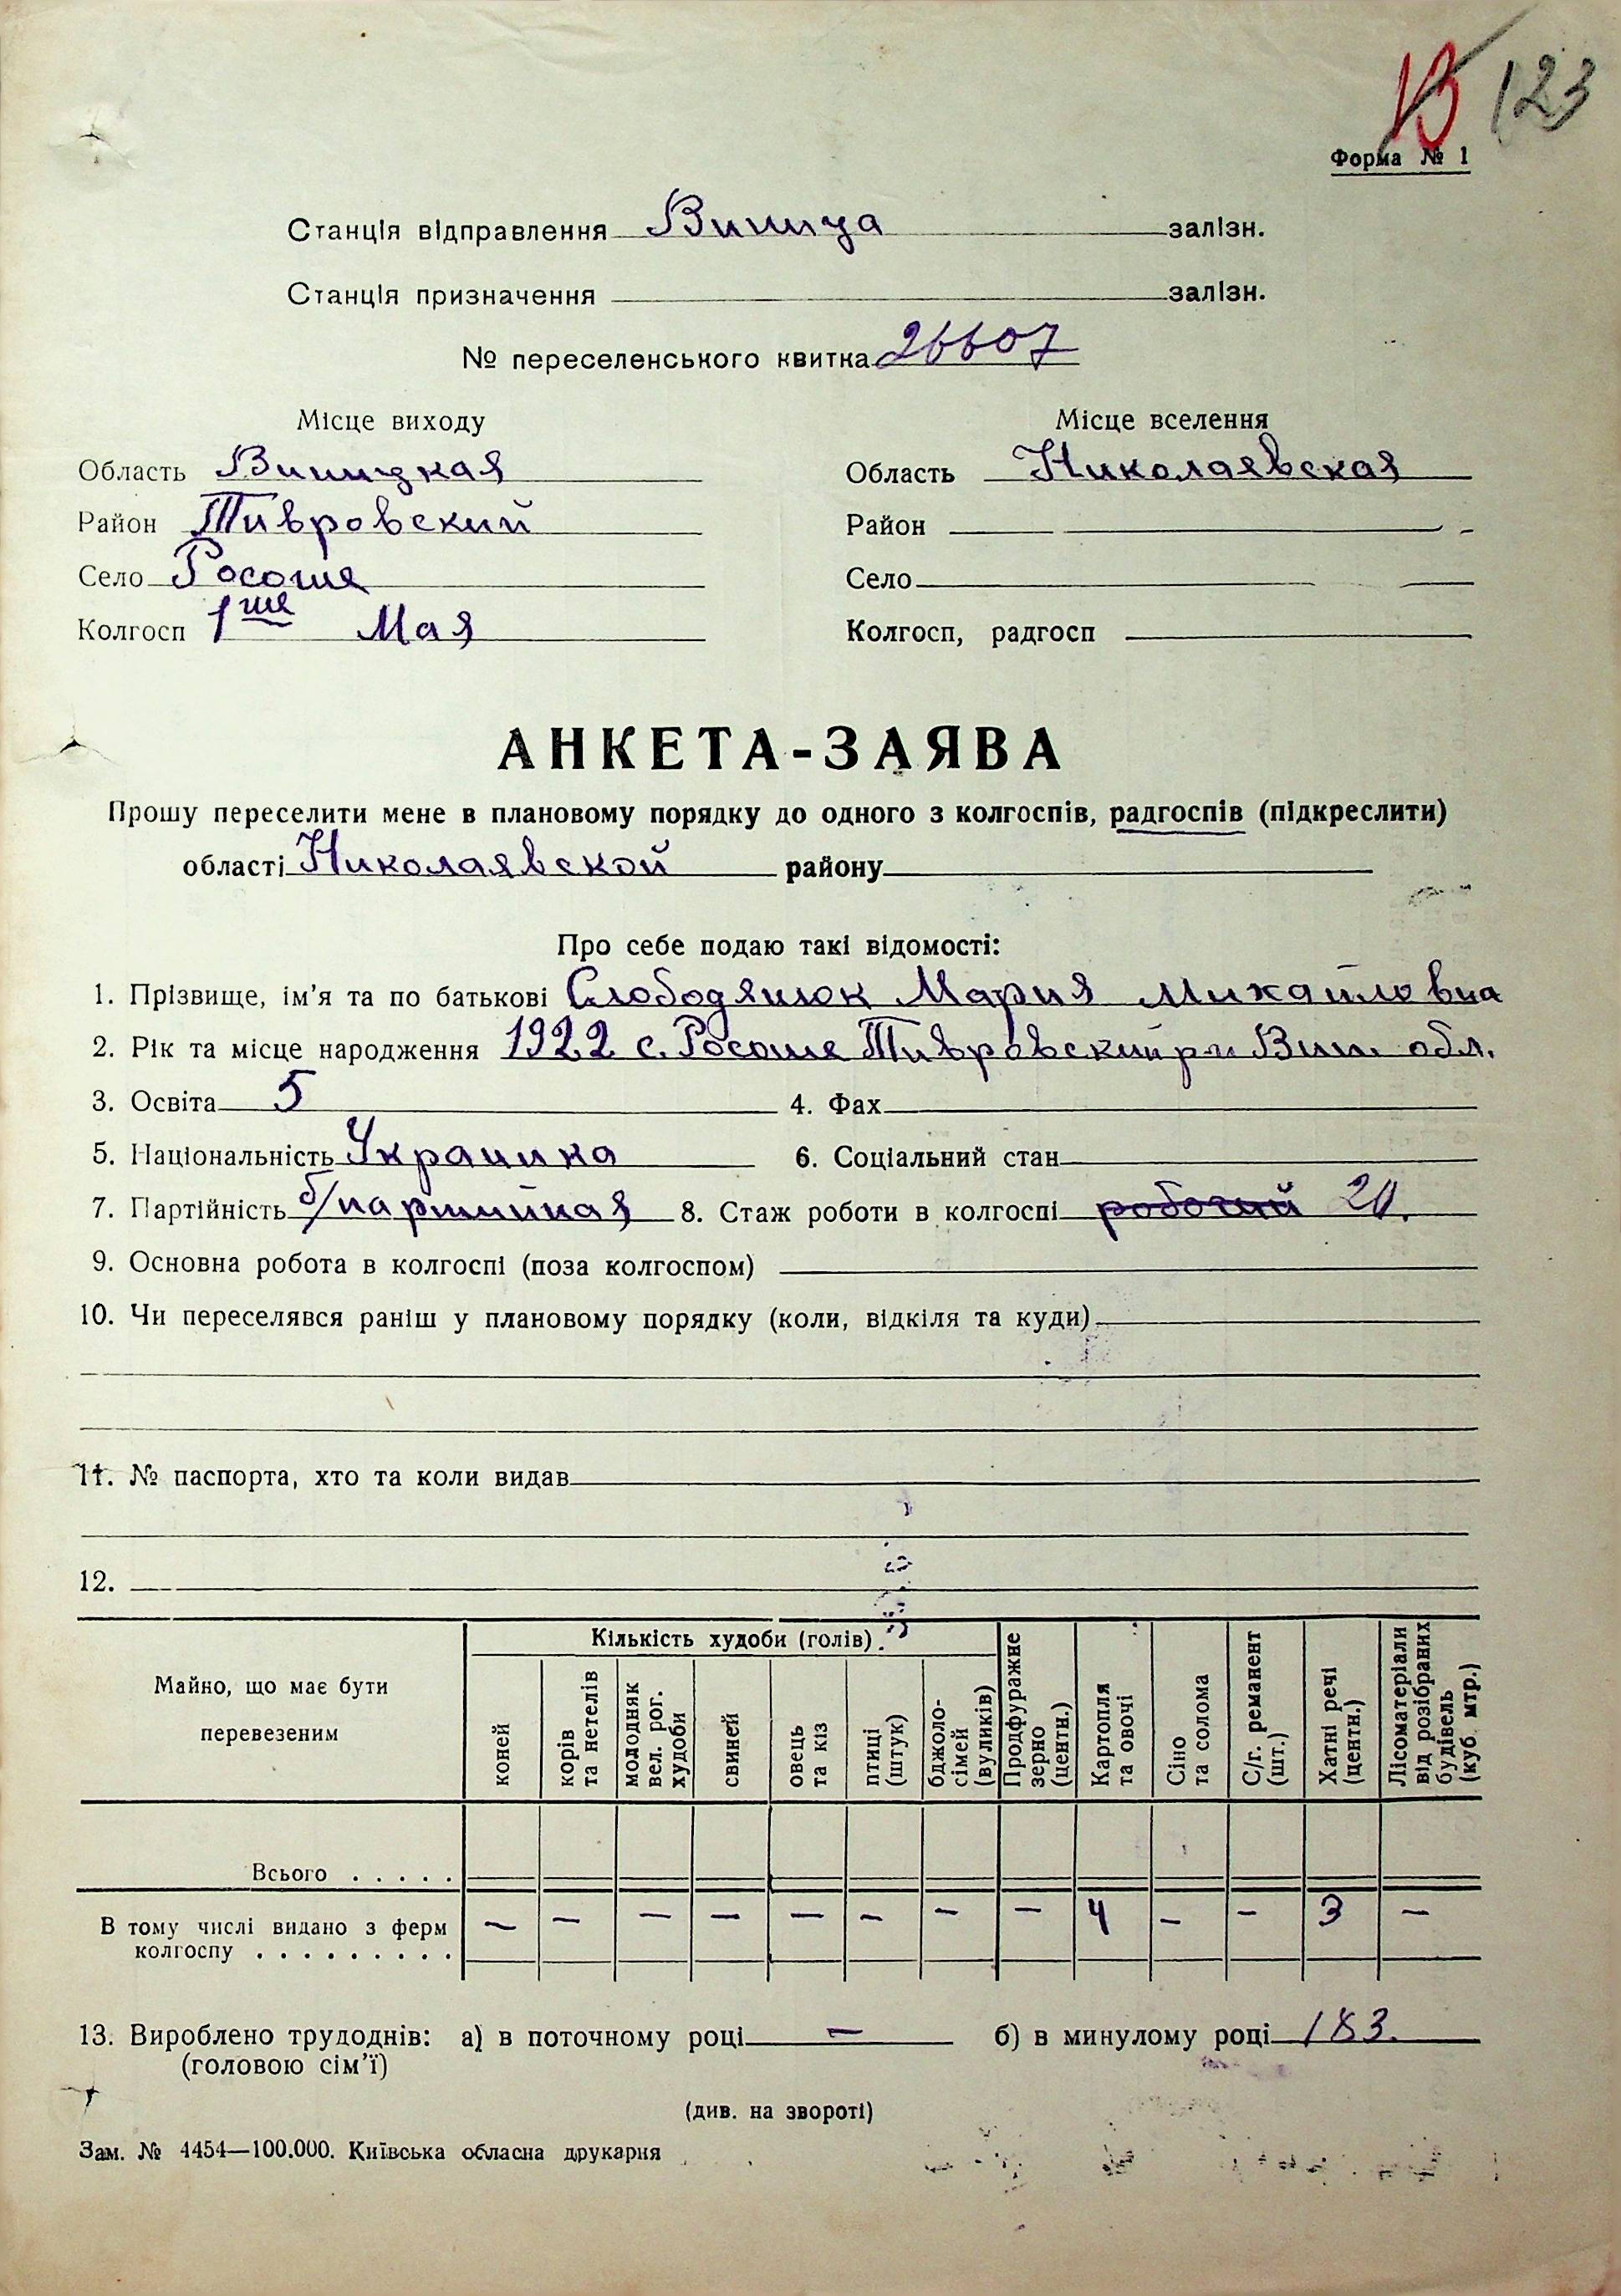 13 123
Форма № 1
Станція відправлення Винница залізн.
Станція призначення залізн.
№ переселенського квитка 26607
Місце виходу
Місце вселення
Область Винницкая
Область Николаевская
Район Тивровский
Район
Село Росоша
Село
Колгосп 1ше Мая
Колгосп, радгосп
АНКЕТА-ЗАЯВА
Прошу переселити мене в плановому порядку до одного з колгоспів, радгоспів (підкреслити)
області Николаевской району
Про себе подаю такі відомості:
1. Прізвище, ім'я та по батькові Слободянюк Мария Михайловна
2. Рік та місце народження 1922 с. Росоша Тивровский р-н Вин. обл.
3. Освіта 5 4. Фах
5. Національність Украинка 6. Соціальний стан
7. Партійність б/партийная 8. Стаж роботи в колгоспі робочий 20.
9. Основна робота в колгоспі (поза колгоспом)
10. Чи переселявся раніш у плановому порядку (коли, відкіля та куди)
11. № паспорта, хто та коли видав
12.
Майно, що має бути перевезеним
Кількість худоби (голів)
коней
корів та нетелів
молодняк вел. рог. худоби
свиней
овець та кіз
птиці (штук)
бджоло-сімей (вуликів)
Продфуражне зерно (центн.)
Картопля та овочі
Сіно та солома
С/г. реманент (шт.)
Хатні речі (центн.)
Лісоматеріали від розібраних будівель (куб. мтр.)
Всього . . . . .
В тому числі видано з ферм — — — — — — — — 4 — — 3 —
колгоспу . . . . . . . . .
13. Вироблено трудоднів: а) в поточному році — б) в минулому році 183.
(головою сім'ї)
(див. на звороті)
Зам. № 4454—100.000. Київська обласна друкарня